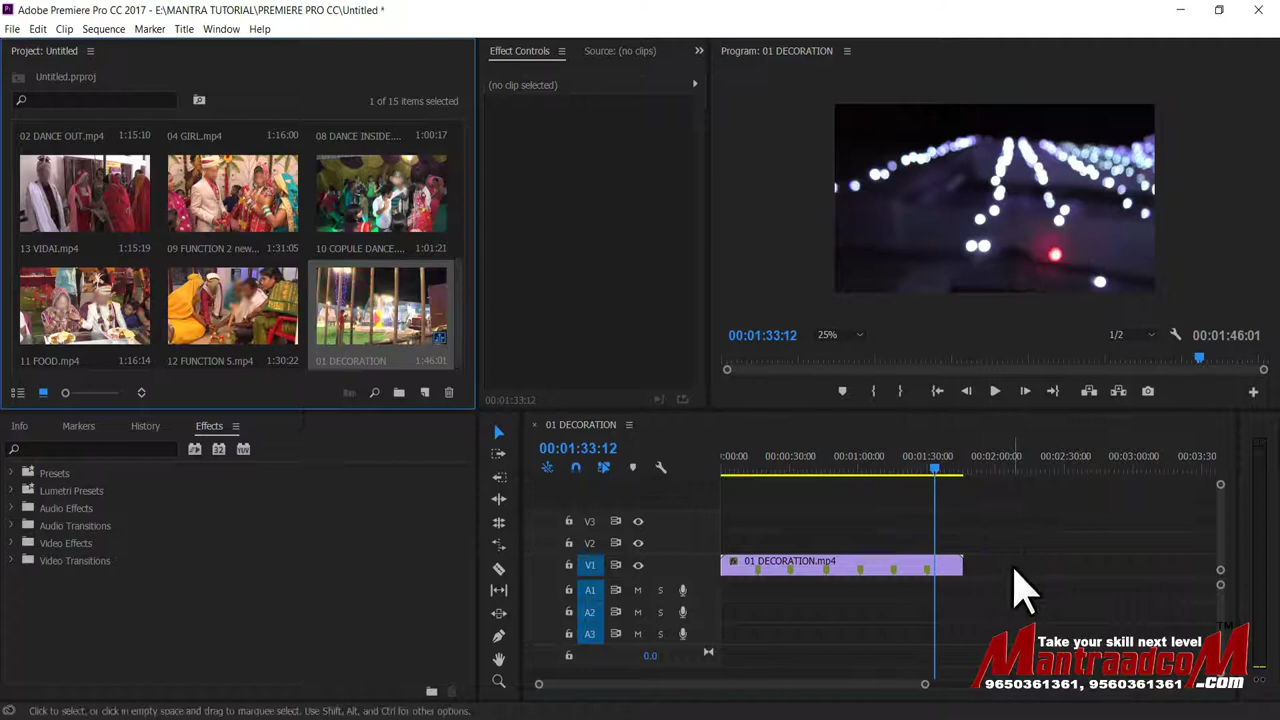 Adobe Premiere Pro CC 2017 - E:\MANTRA TUTORIAL\PREMIERE PRO CC\Untitled *
File Edit Clip Sequence Marker Title Window Help
Project: Untitled
Untitled.prproj
1 of 15 items selected
02 DANCE OUT.mp4 1:15:10
04 GIRL.mp4 1:16:00
08 DANCE INSIDE.... 1:00:17
13 VIDAI.mp4 1:15:19
09 FUNCTION 2 new... 1:31:05
10 COPULE DANCE.... 1:01:21
11 FOOD.mp4 1:16:14
12 FUNCTION 5.mp4 1:30:22
01 DECORATION 1:46:01
Effect Controls Source: (no clips)
(no clip selected)
00:01:33:12
Program: 01 DECORATION
00:01:33:12 25% 1/2 00:01:46:01
Info Markers History Effects
32 YUV
Presets
Lumetri Presets
Audio Effects
Audio Transitions
Video Effects
Video Transitions
× 01 DECORATION
00:01:33:12
:00:00 00:00:30:00 00:01:00:00 00:01:30:00 00:02:00:00 00:02:30:00 00:03:00:00 00:03:30
V3
V2
V1 01 DECORATION.mp4
A1 M S
A2 M S
A3 M S
0.0
TM
Take your skill next level
Mantraadcom
.com
9650361361, 9560361361
Click to select, or click in empty space and drag to marquee select. Use Shift, Alt, and Ctrl for other options.